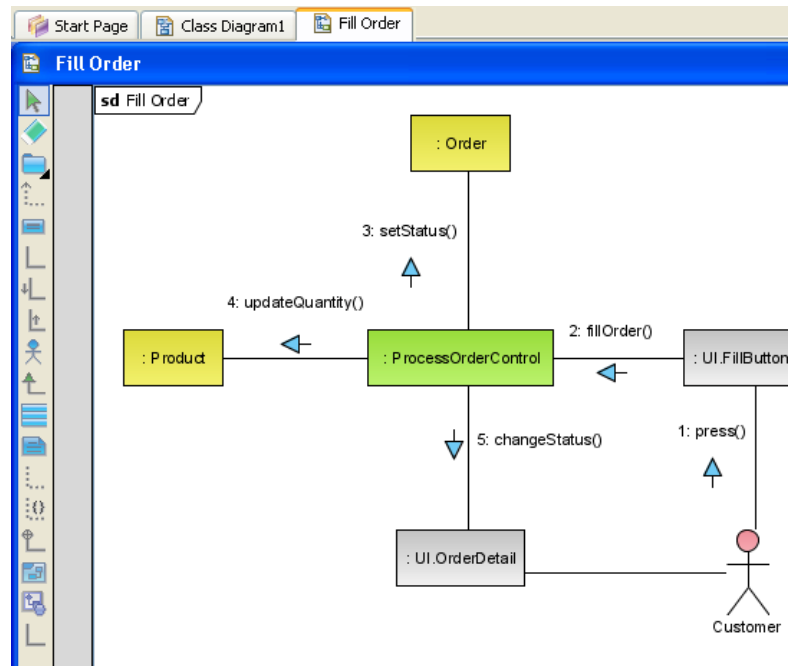 Start Page
Class Diagram1
Fill Order
Fill Order
sd Fill Order
: Order
3: setStatus()
4: updateQuantity()
2: fillOrder()
: Product
: ProcessOrderControl
: UI.FillButton
1: press()
5: changeStatus()
: UI.OrderDetail
Customer